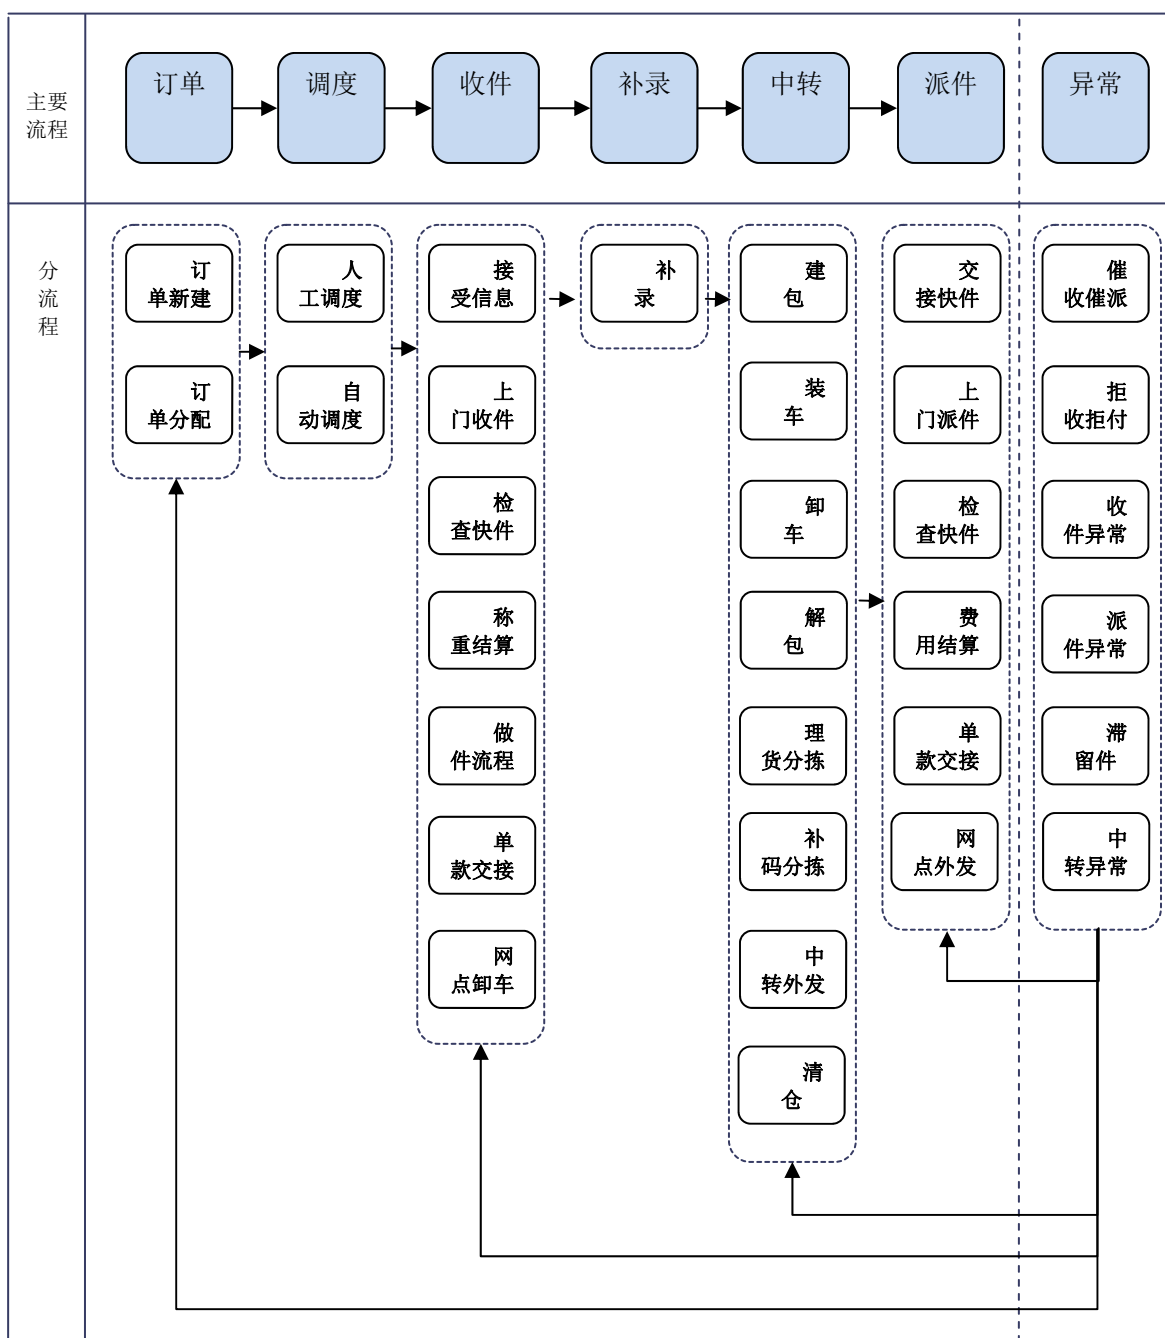 主要
流程
订单
调度
收件
补录
中转
派件
异常
分
流
程
订
单新建
订
单分配
人
工调度
自
动调度
接
受信息
上
门收件
检
查快件
称
重结算
做
件流程
单
款交接
网
点卸车
补
录
建
包
装
车
卸
车
解
包
理
货分拣
补
码分拣
中
转外发
清
仓
交
接快件
上
门派件
检
查快件
费
用结算
单
款交接
网
点外发
催
收催派
拒
收拒付
收
件异常
派
件异常
滞
留件
中
转异常